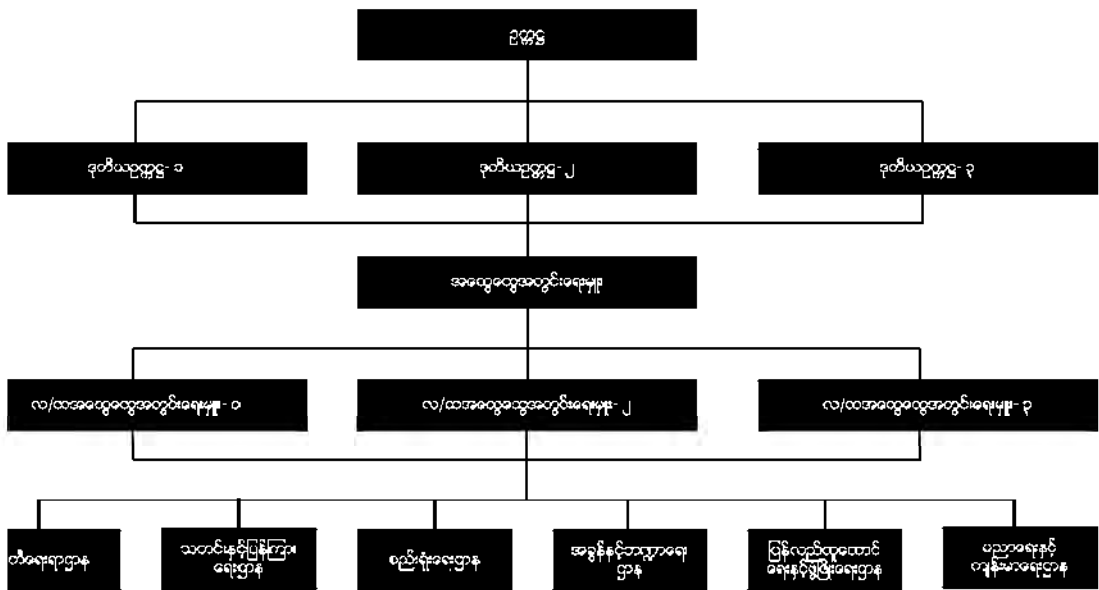 ဥက္ကဋ္ဌ
ဒုတိယဥက္ကဋ္ဌ- ၁
ဒုတိယဥက္ကဋ္ဌ- ၂
ဒုတိယဥက္ကဋ္ဌ- ၃
အထွေထွေအတွင်းရေးမှူး
လ/ထအထွေထွေအတွင်းရေးမှူး- ၁
လ/ထအထွေထွေအတွင်းရေးမှူး- ၂
လ/ထအထွေထွေအတွင်းရေးမှူး- ၃
သတင်းနှင့်ပြန်ကြား
ရေးဌာန
စည်းရုံးရေးဌာန
အခွန်နှင့်ဘဏ္ဍာရေး
ဌာန
ပြန်လည်ထူထောင်
ရေးနှင့်ဖွံ့ဖြိုးရေးဌာန
ပညာရေးနှင့်
ကျန်းမာရေးဌာန